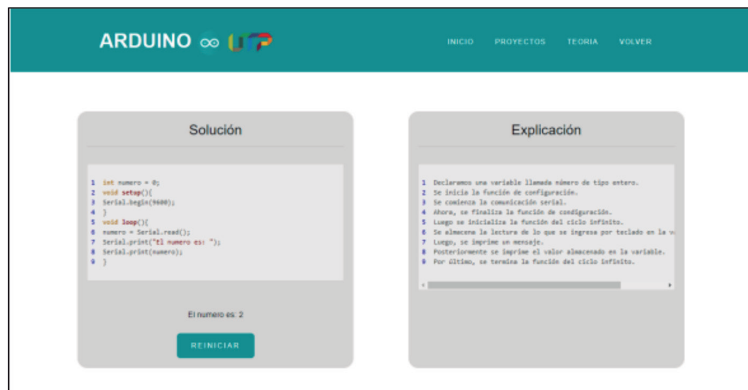 ARDUINO UTP
INICIO PROYECTOS TEORIA VOLVER
Solución
1 int numero = 0;
2 void setup(){
3 Serial.begin(9600);
4 }
5 void loop(){
6 numero = Serial.read();
7 Serial.print("El numero es: ");
8 Serial.print(numero);
9 }
El numero es: 2
REINICIAR
Explicación
1 Declaramos una variable llamada número de tipo entero.
2 Se inicia la función de configuración.
3 Se comienza la comunicación serial.
4 Ahora, se finaliza la función de condiguración.
5 Luego se inicializa la función del ciclo infinito.
6 Se almacena la lectura de lo que se ingresa por teclado en la v
7 Luego, se imprime un mensaje.
8 Posteriormente se imprime el valor almacenado en la variable.
9 Por último, se termina la función del ciclo infinito.